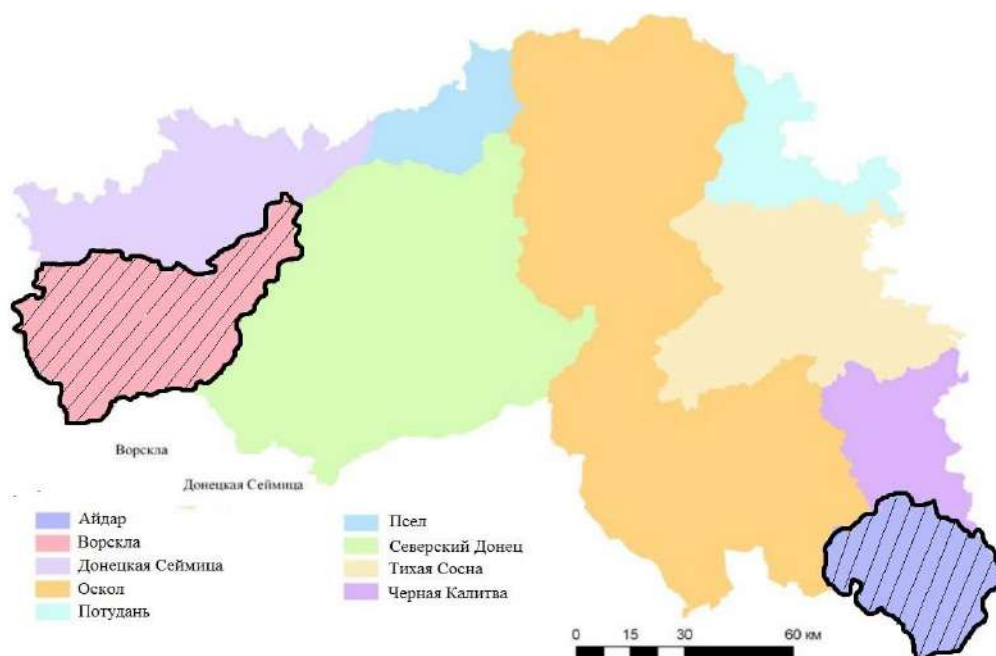 Ворскла
Донецкая Сеймица
Айдар
Ворскла
Донецкая Сеймица
Оскол
Потудань
Псел
Северский Донец
Тихая Сосна
Черная Калитва
0 15 30 60 км